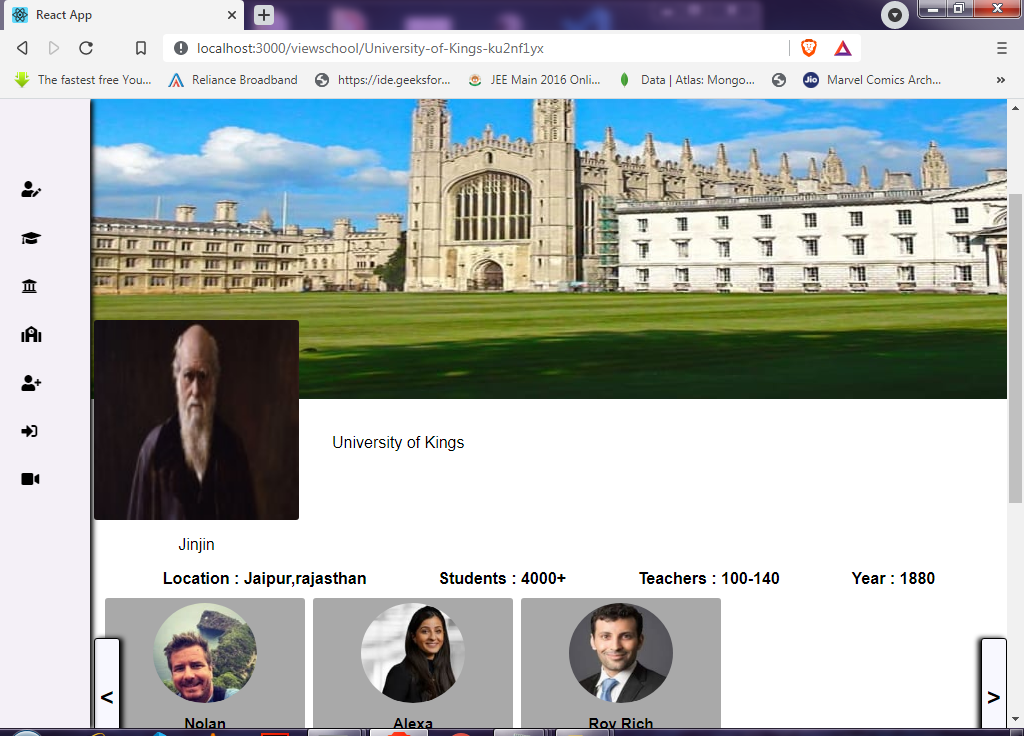 React App
localhost:3000/viewschool/University-of-Kings-ku2nf1yx
The fastest free You... Reliance Broadband https://ide.geeksfor... JEE Main 2016 Onli... Data | Atlas: Mongo... Jio Marvel Comics Arch... »
University of Kings
Jinjin
Location : Jaipur,rajasthan Students : 4000+ Teachers : 100-140 Year : 1880
< >
Nolan Alexa Roy Rich